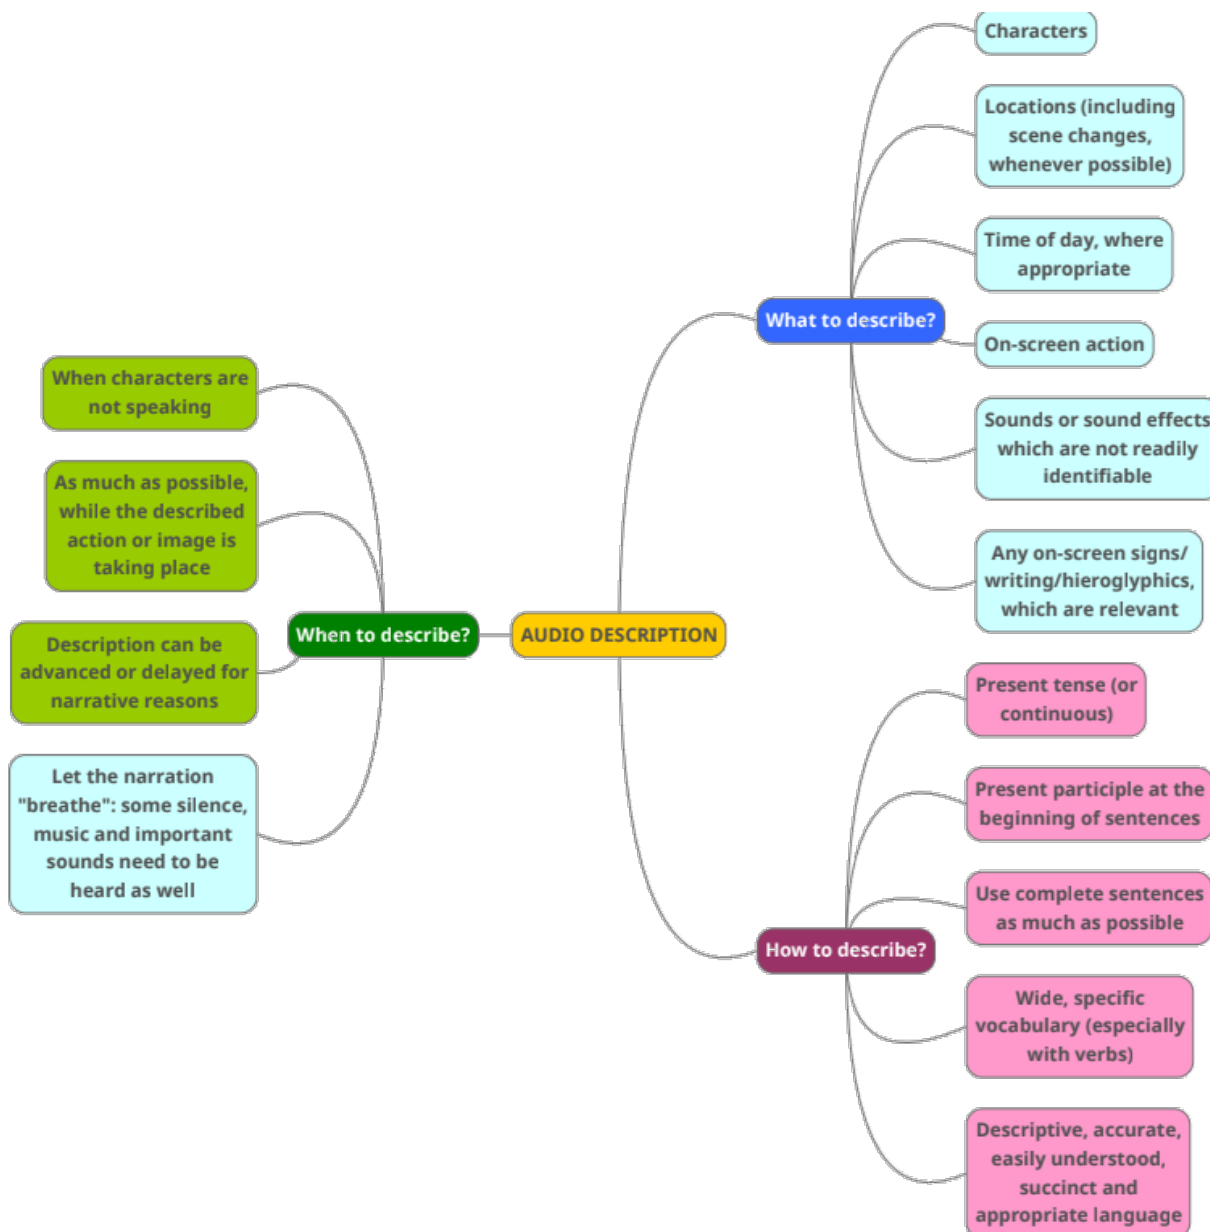 AUDIO DESCRIPTION
What to describe?
Characters
Locations (including
scene changes,
whenever possible)
Time of day, where
appropriate
On-screen action
Sounds or sound effects
which are not readily
identifiable
Any on-screen signs/
writing/hieroglyphics,
which are relevant
When to describe?
When characters are
not speaking
As much as possible,
while the described
action or image is
taking place
Description can be
advanced or delayed for
narrative reasons
Let the narration
"breathe": some silence,
music and important
sounds need to be
heard as well
How to describe?
Present tense (or
continuous)
Present participle at the
beginning of sentences
Use complete sentences
as much as possible
Wide, specific
vocabulary (especially
with verbs)
Descriptive, accurate,
easily understood,
succinct and
appropriate language